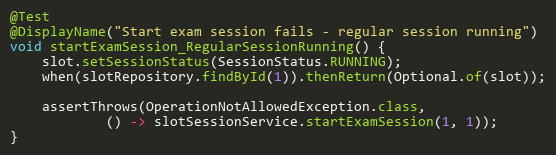 @Test
@DisplayName("Start exam session fails - regular session running")
void startExamSession_RegularSessionRunning() {
    slot.setSessionStatus(SessionStatus.RUNNING);
    when(slotRepository.findById(1)).thenReturn(Optional.of(slot));

    assertThrows(OperationNotAllowedException.class,
            () -> slotSessionService.startExamSession(1, 1));
}